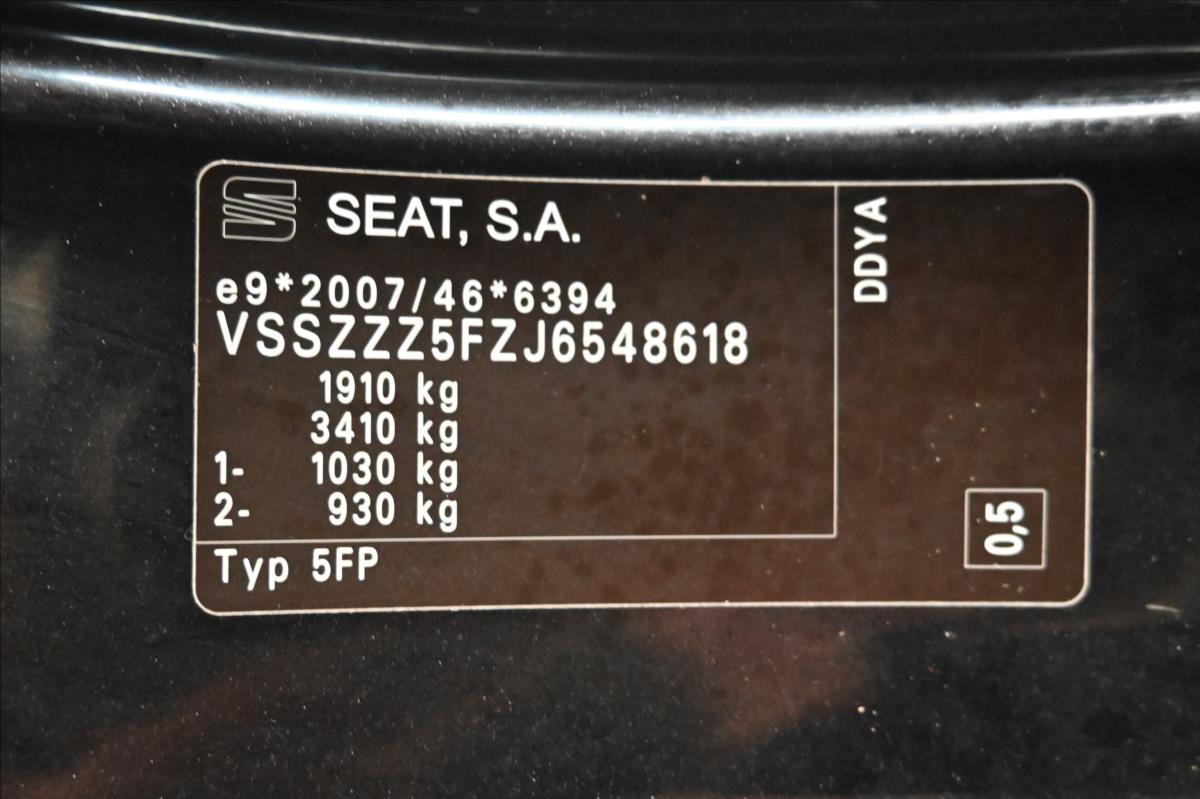 SEAT, S.A.
e9*2007/46*6394
VSSZZZ5FZJ6548618
1910 kg
3410 kg
1- 1030 kg
2- 930 kg
Typ 5FP
DDYA
0,5